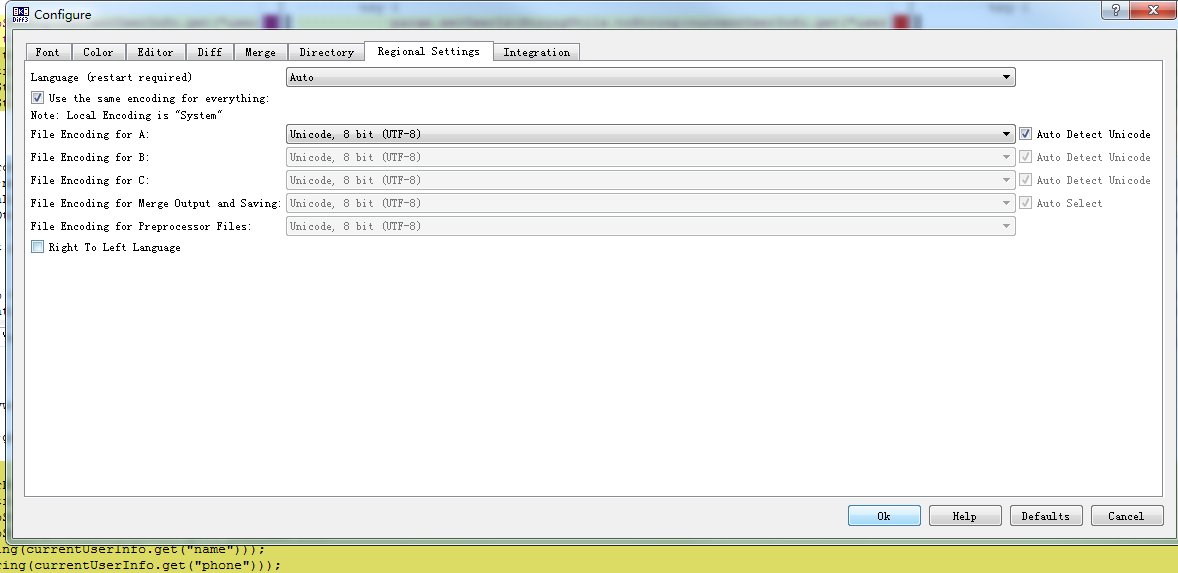 KDiff3 Configure
Font Color Editor Diff Merge Directory Regional Settings Integration
Language (restart required) Auto
Use the same encoding for everything:
Note: Local Encoding is "System"
File Encoding for A: Unicode, 8 bit (UTF-8) Auto Detect Unicode
File Encoding for B: Unicode, 8 bit (UTF-8) Auto Detect Unicode
File Encoding for C: Unicode, 8 bit (UTF-8) Auto Detect Unicode
File Encoding for Merge Output and Saving: Unicode, 8 bit (UTF-8) Auto Select
File Encoding for Preprocessor Files: Unicode, 8 bit (UTF-8)
Right To Left Language
Ok Help Defaults Cancel
ing(currentUserInfo.get("name")));
ring(currentUserInfo.get("phone")));